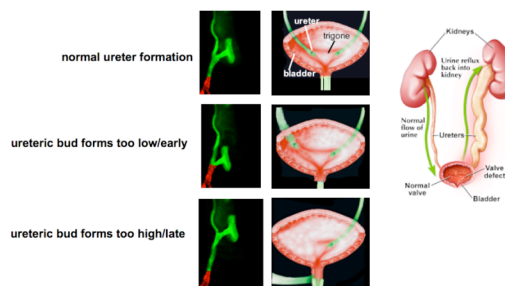 normal ureter formation
ureter
trigone
bladder
ureteric bud forms too low/early
ureteric bud forms too high/late
Kidneys
Urine reflux
back into
kidney
Normal
flow of
urine
Ureters
Valve
defect
Normal
valve
Bladder